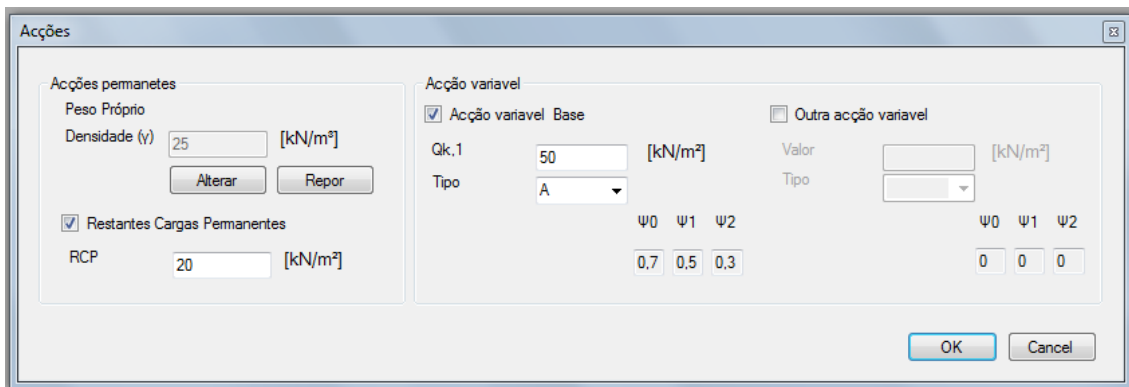 Acções
Acções permanetes
Peso Próprio
Densidade (γ) 25 [kN/m³]
Alterar Repor
Restantes Cargas Permanentes
RCP 20 [kN/m²]
Acção variavel
Acção variavel Base
Qk,1 50 [kN/m²]
Tipo A
Ψ0 Ψ1 Ψ2
0,7 0,5 0,3
Outra acção variavel
Valor [kN/m²]
Tipo
Ψ0 Ψ1 Ψ2
0 0 0
OK Cancel